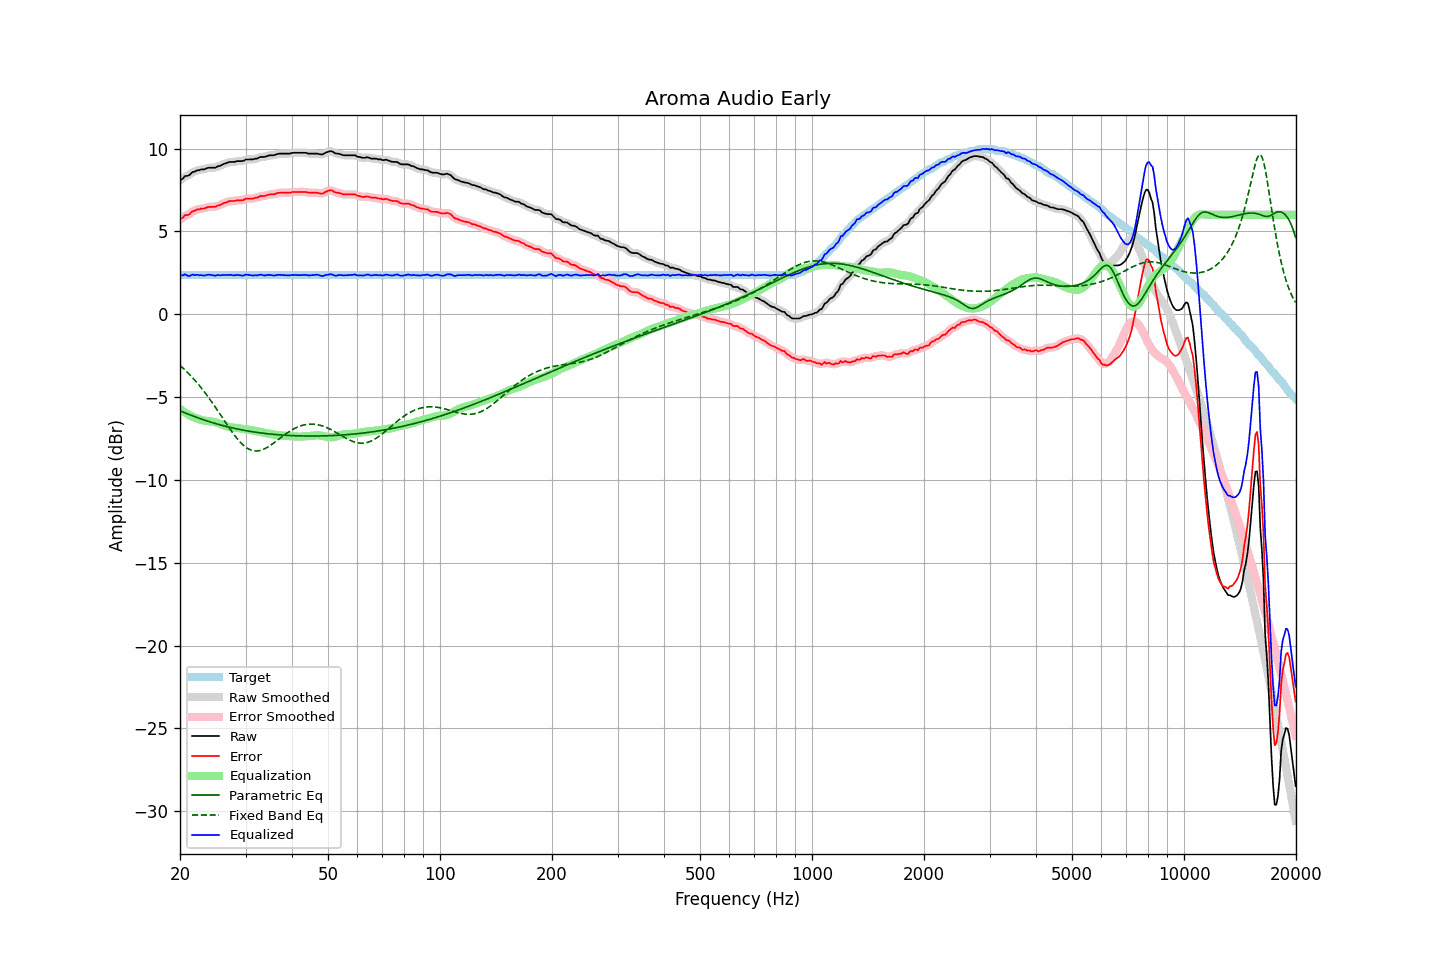 Aroma Audio Early
10
5
0
−5
−10
−15
−20
−25
−30
Amplitude (dBr)
Target
Raw Smoothed
Error Smoothed
Raw
Error
Equalization
Parametric Eq
Fixed Band Eq
Equalized
20 50 100 200 500 1000 2000 5000 10000 20000
Frequency (Hz)